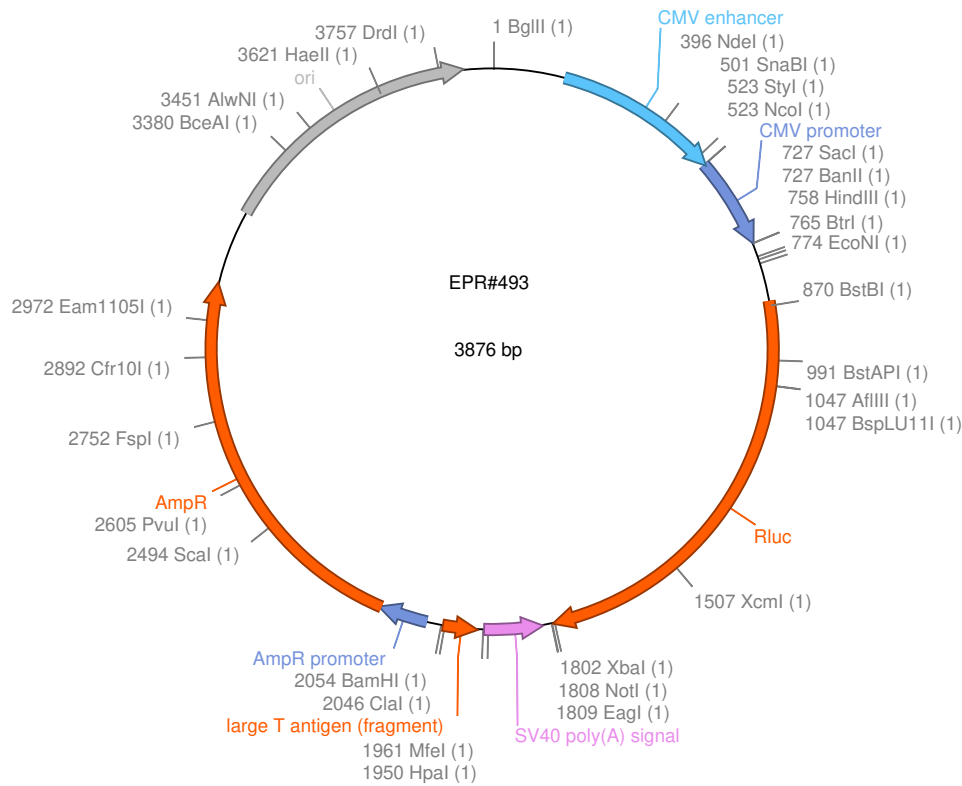 1 BglII (1)
CMV enhancer
396 NdeI (1)
501 SnaBI (1)
523 StyI (1)
523 NcoI (1)
CMV promoter
727 SacI (1)
727 BanII (1)
758 HindIII (1)
765 BtrI (1)
774 EcoNI (1)
870 BstBI (1)
991 BstAPI (1)
1047 AflIII (1)
1047 BspLU11I (1)
Rluc
1507 XcmI (1)
1802 XbaI (1)
1808 NotI (1)
1809 EagI (1)
SV40 poly(A) signal
1961 MfeI (1)
1950 HpaI (1)
large T antigen (fragment)
2046 ClaI (1)
2054 BamHI (1)
AmpR promoter
2494 ScaI (1)
2605 PvuI (1)
AmpR
2752 FspI (1)
2892 Cfr10I (1)
2972 Eam1105I (1)
3380 BceAI (1)
3451 AlwNI (1)
ori
3621 HaeII (1)
3757 DrdI (1)
EPR#493
3876 bp